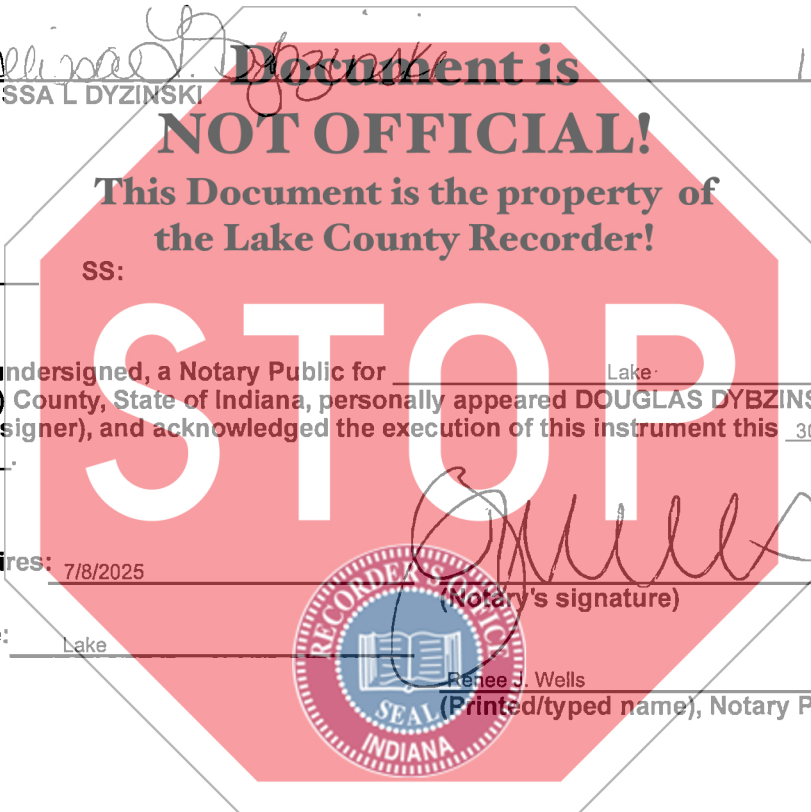 Document is
SSA L DYZINSKI
NOT OFFICIAL!
This Document is the property of
the Lake County Recorder!
SS:
STOP
ndersigned, a Notary Public for Lake
) County, State of Indiana, personally appeared DOUGLAS DYBZINS
signer), and acknowledged the execution of this instrument this 30
ires: 7/8/2025
(Notary's signature)
: Lake
Renee J. Wells
(Printed/typed name), Notary P
RECORDER'S OFFICE
SEAL
INDIANA